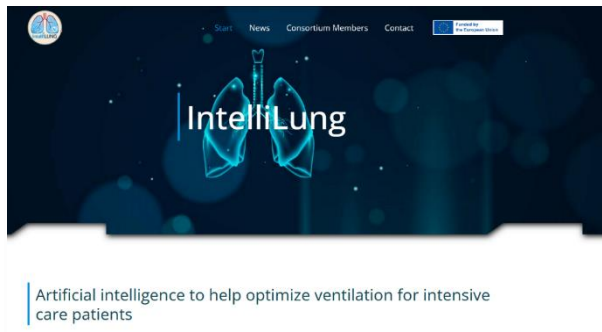 IntelliLUNG
Start News Consortium Members Contact
Funded by
the European Union
IntelliLung
Artificial intelligence to help optimize ventilation for intensive
care patients